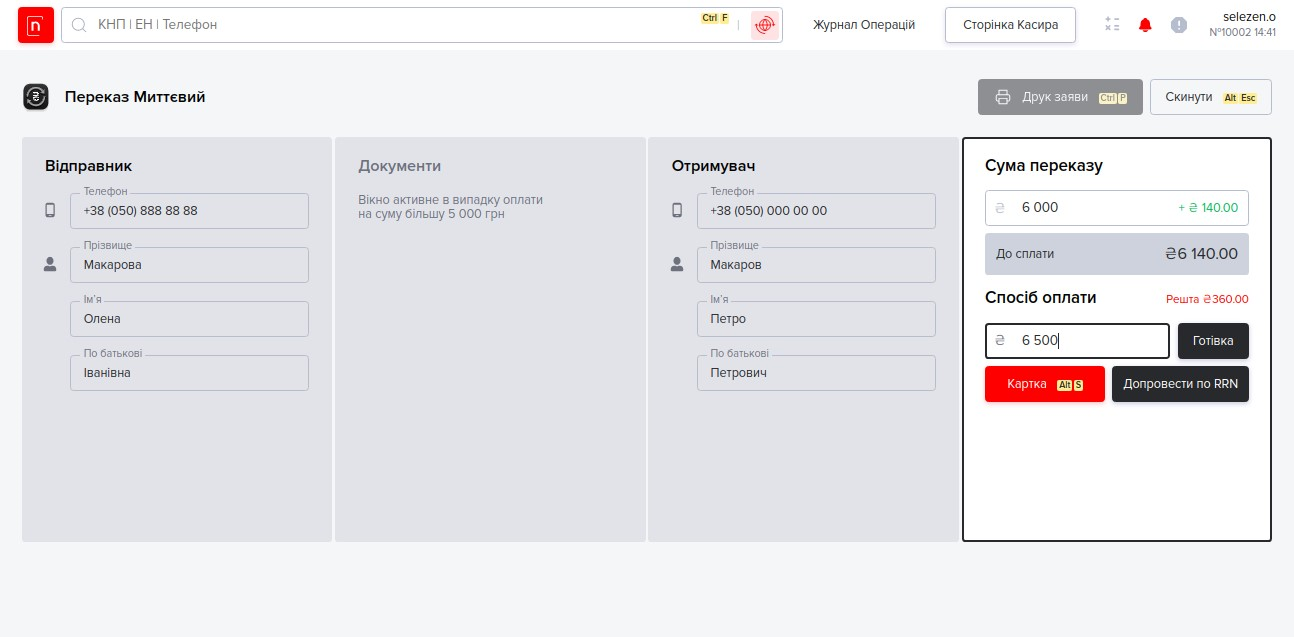 n
КНП | ЕН | Телефон
Ctrl F
Журнал Операцій
Сторінка Касира
selezen.o
№10002 14:41
Переказ Миттєвий
Друк заяви Ctrl P
Скинути Alt Esc
Відправник
Телефон
+38 (050) 888 88 88
Прізвище
Макарова
Ім'я
Олена
По батькові
Іванівна
Документи
Вікно активне в випадку оплати
на суму більшу 5 000 грн
Отримувач
Телефон
+38 (050) 000 00 00
Прізвище
Макаров
Ім'я
Петро
По батькові
Петрович
Сума переказу
₴ 6 000 + ₴ 140.00
До сплати ₴6 140.00
Спосіб оплати Решта ₴360.00
₴ 6 500 Готівка
Картка Alt S Допровести по RRN